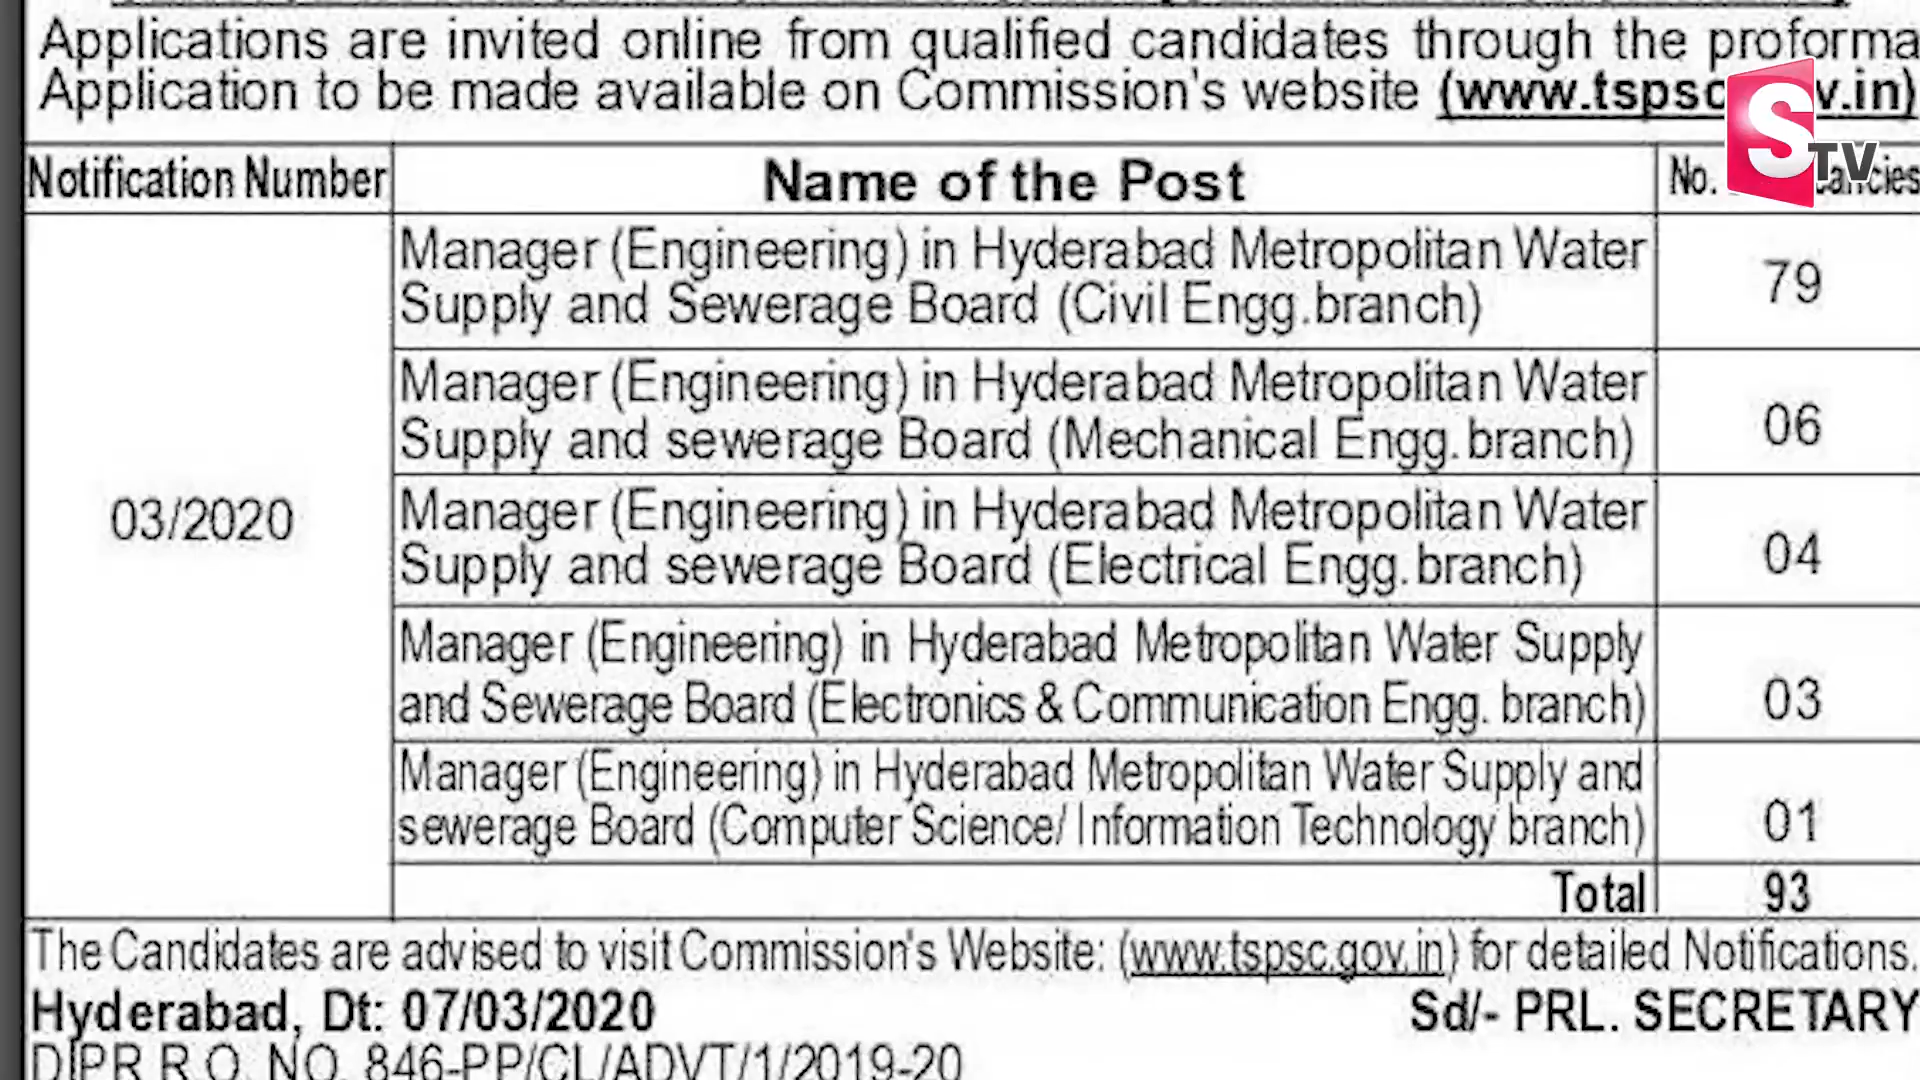 Applications are invited online from qualified candidates through the proforma
Application to be made available on Commission's website (www.tspsc v.in)
Notification Number
Name of the Post
No.
S TV
03/2020
Manager (Engineering) in Hyderabad Metropolitan Water
Supply and Sewerage Board (Civil Engg.branch)
79
Manager (Engineering) in Hyderabad Metropolitan Water
Supply and sewerage Board (Mechanical Engg.branch)
06
Manager (Engineering) in Hyderabad Metropolitan Water
Supply and sewerage Board (Electrical Engg.branch)
04
Manager (Engineering) in Hyderabad Metropolitan Water Supply
and Sewerage Board (Electronics & Communication Engg. branch)
03
Manager (Engineering) in Hyderabad Metropolitan Water Supply and
sewerage Board (Computer Science/ Information Technology branch)
01
Total 93
The Candidates are advised to visit Commission's Website: (www.tspsc.gov.in) for detailed Notifications.
Hyderabad, Dt: 07/03/2020
Sd/- PRL. SECRETARY
DIPR R.O. NO. 846-PP/CL/ADVT/1/2019-20